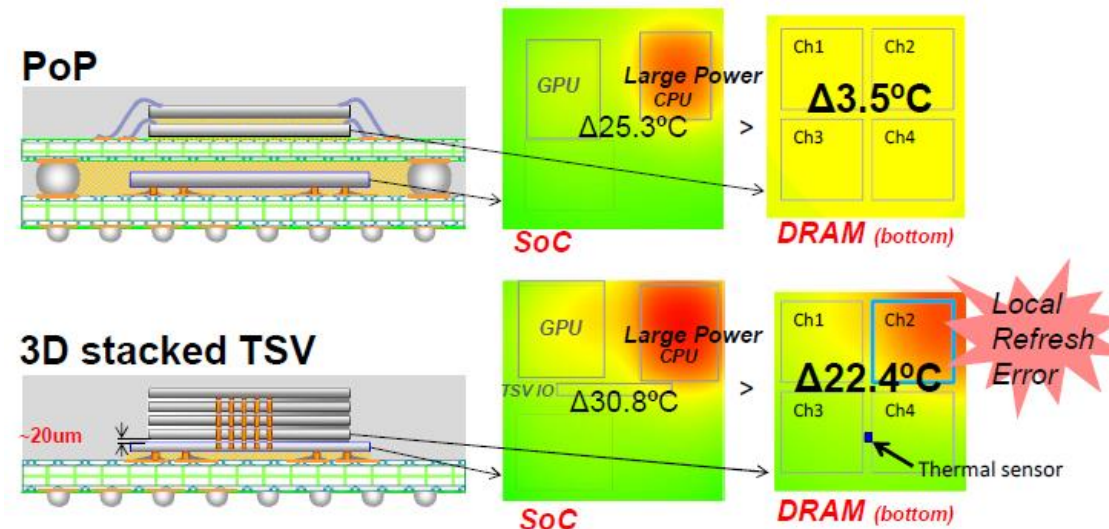 PoP
GPU
Large Power
CPU
Δ25.3ºC
>
SoC
Ch1
Ch2
Δ3.5ºC
Ch3
Ch4
DRAM (bottom)
3D stacked TSV
~20um
GPU
Large Power
CPU
TSV IO
Δ30.8ºC
>
SoC
Ch1
Ch2
Δ22.4ºC
Ch3
Ch4
Thermal sensor
DRAM (bottom)
Local
Refresh
Error